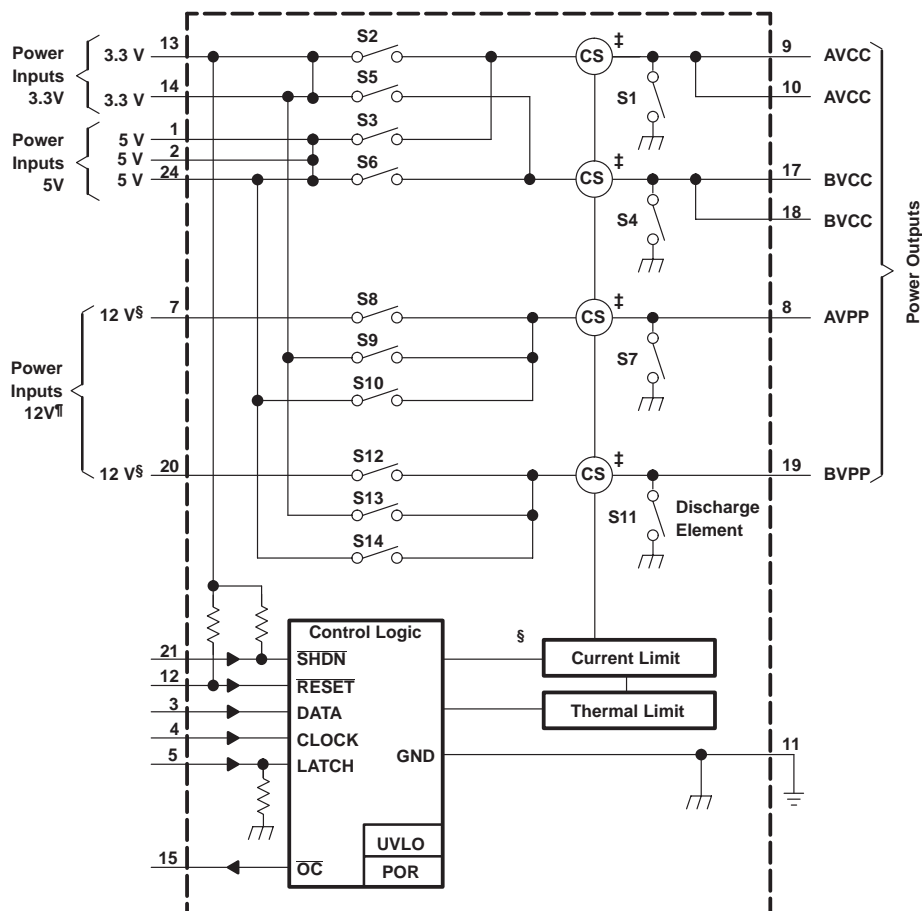 Power Inputs 3.3V
3.3 V 13
S2
CS ‡
S1
9 AVCC
3.3 V 14
S5
10 AVCC
Power Inputs 5V
5 V 1
S3
5 V 2
5 V 24
S6
CS ‡
S4
17 BVCC
18 BVCC
Power Outputs
Power Inputs 12V¶
12 V§ 7
S8
CS ‡
S7
8 AVPP
S9
S10
12 V§ 20
S12
CS ‡
19 BVPP
S13
S11
Discharge Element
S14
Control Logic
§
21 SHDN
Current Limit
12 RESET
3 DATA
Thermal Limit
4 CLOCK
5 LATCH
GND
11
UVLO
15 OC
POR